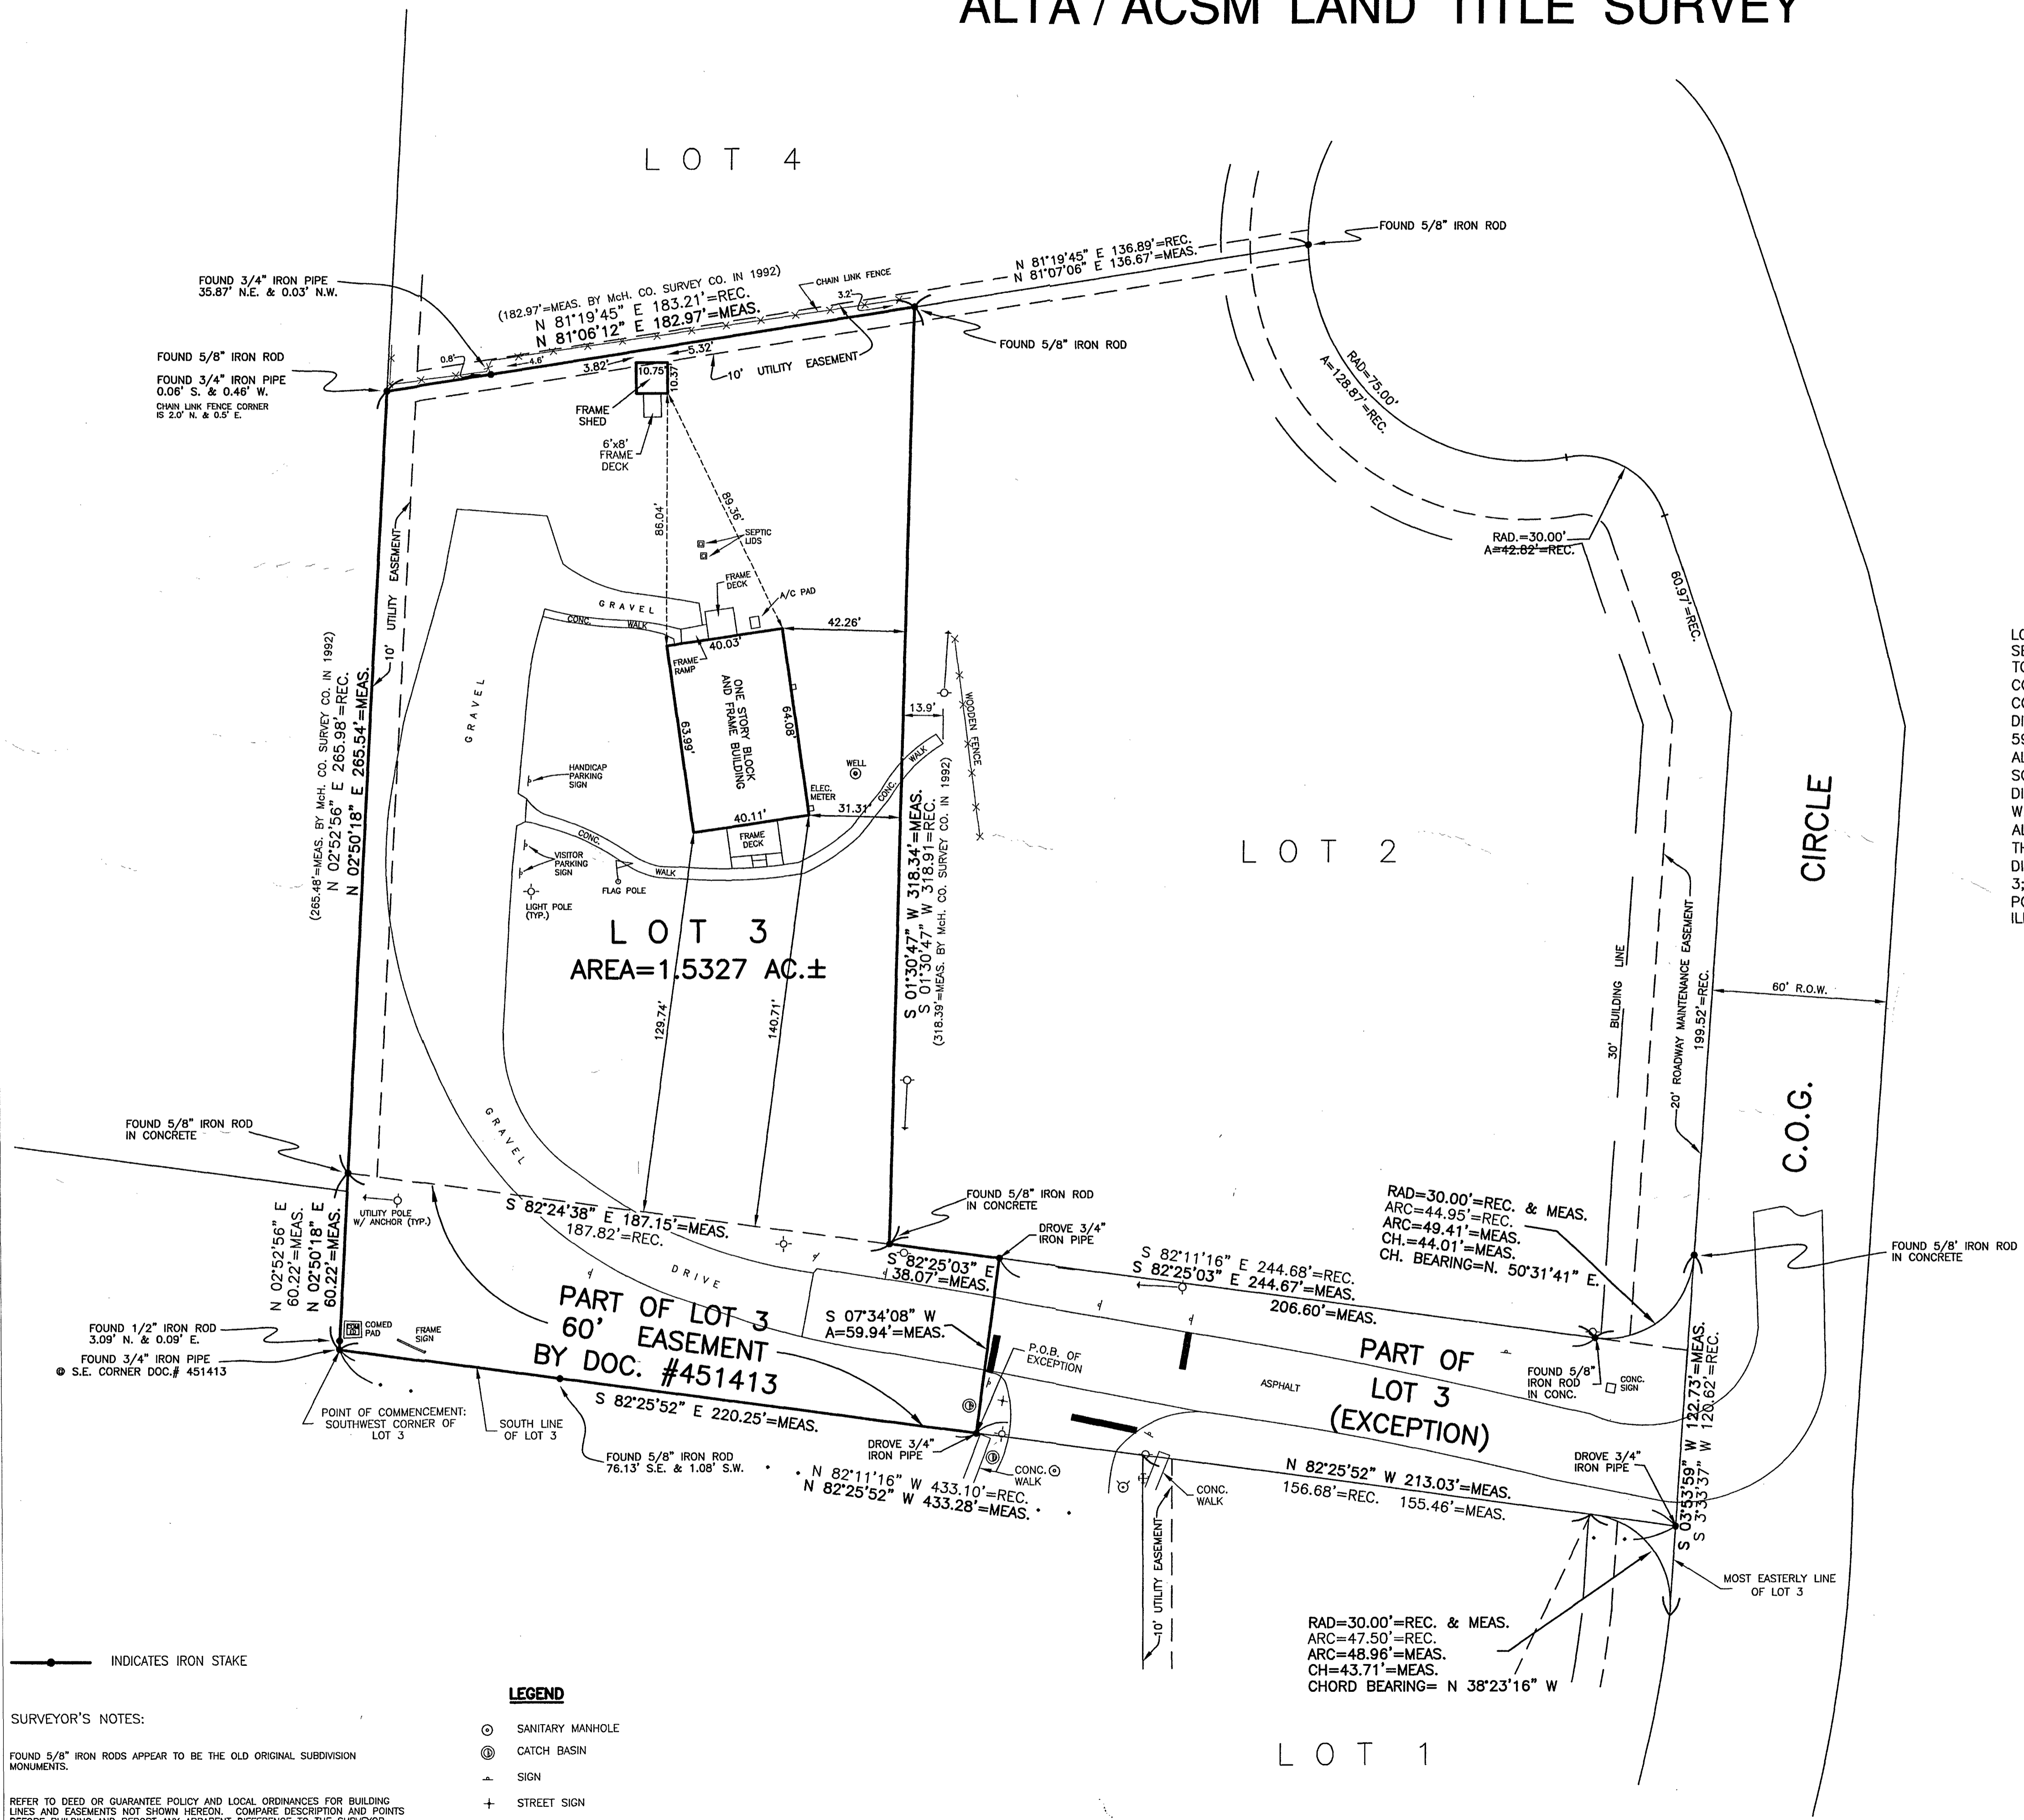 ALTA / ACSM LAND TITLE SURVEY
LOT 4
FOUND 5/8" IRON ROD
N 81°19'45" E 136.89'=REC.
N 81°07'06" E 136.67'=MEAS.
FOUND 3/4" IRON PIPE
35.87' N.E. & 0.03' N.W.
(182.97'=MEAS. BY McH. CO. SURVEY CO. IN 1992)
N 81°19'45" E 183.21'=REC.
N 81°06'12" E 182.97'=MEAS.
CHAIN LINK FENCE
3.2'
FOUND 5/8" IRON ROD
FOUND 5/8" IRON ROD
FOUND 3/4" IRON PIPE
0.06' S. & 0.46' W.
CHAIN LINK FENCE CORNER
IS 2.0' N. & 0.5' E.
0.8'
4.6'
3.82'
5.32'
10' UTILITY EASEMENT
10.75'
10.37'
FRAME
SHED
6'x8'
FRAME
DECK
RAD=75.00'
A=128.87'=REC.
RAD.=30.00'
A=42.82'=REC.
60.97'=REC.
86.04'
89.36'
SEPTIC
LIDS
FRAME
DECK
A/C PAD
GRAVEL
CONC. WALK
FRAME
RAMP
40.03'
42.26'
ONE STORY BLOCK
AND FRAME BUILDING
63.99'
64.08'
40.11'
31.31'
13.9'
WOODEN FENCE
WELL
ELEC.
METER
CONC. WALK
FRAME
DECK
HANDICAP
PARKING
SIGN
CONC.
WALK
VISITOR
PARKING
SIGN
FLAG POLE
LIGHT POLE
(TYP.)
GRAVEL
10' UTILITY EASEMENT
(265.48'=MEAS. BY McH. CO. SURVEY CO. IN 1992)
N 02°52'56" E 265.98'=REC.
N 02°50'18" E 265.54'=MEAS.
LOT 3
AREA=1.5327 AC.±
129.74'
140.71'
S 01°30'47" W 318.34'=MEAS.
S 01°30'47" W 318.91'=REC.
(318.39'=MEAS. BY McH. CO. SURVEY CO. IN 1992)
LOT 2
30' BUILDING LINE
20' ROADWAY MAINTENANCE EASEMENT
199.52'=REC.
60' R.O.W.
C.O.G. CIRCLE
FOUND 5/8" IRON ROD
IN CONCRETE
GRAVEL
UTILITY POLE
W/ ANCHOR (TYP.)
S 82°24'38" E 187.15'=MEAS.
187.82'=REC.
DRIVE
FOUND 5/8" IRON ROD
IN CONCRETE
DROVE 3/4"
IRON PIPE
S 82°25'03" E
38.07'=MEAS.
S 82°11'16" E 244.68'=REC.
S 82°25'03" E 244.67'=MEAS.
206.60'=MEAS.
RAD=30.00'=REC. & MEAS.
ARC=44.95'=REC.
ARC=49.41'=MEAS.
CH.=44.01'=MEAS.
CH. BEARING=N. 50°31'41" E.
FOUND 5/8' IRON ROD
IN CONCRETE
N 02°52'56" E
60.22'=MEAS.
N 02°50'18" E
60.22'=MEAS.
FOUND 1/2" IRON ROD
3.09' N. & 0.09' E.
FOUND 3/4" IRON PIPE
@ S.E. CORNER DOC.# 451413
COMED
PAD
FRAME
SIGN
PART OF LOT 3
60' EASEMENT
BY DOC. #451413
S 07°34'08" W
A=59.94'=MEAS.
P.O.B. OF
EXCEPTION
ASPHALT
PART OF
LOT 3
(EXCEPTION)
FOUND 5/8"
IRON ROD
IN CONC.
CONC.
SIGN
S 03°53'59" W 122.73'=MEAS.
S 3°33'37" W 120.62'=REC.
POINT OF COMMENCEMENT:
SOUTHWEST CORNER OF
LOT 3
SOUTH LINE
OF LOT 3
S 82°25'52" E 220.25'=MEAS.
FOUND 5/8" IRON ROD
76.13' S.E. & 1.08' S.W.
DROVE 3/4"
IRON PIPE
CONC.
WALK
N 82°11'16" W 433.10'=REC.
N 82°25'52" W 433.28'=MEAS.
CONC.
WALK
10' UTILITY EASEMENT
N 82°25'52" W 213.03'=MEAS.
156.68'=REC. 155.46'=MEAS.
DROVE 3/4"
IRON PIPE
MOST EASTERLY LINE
OF LOT 3
RAD=30.00'=REC. & MEAS.
ARC=47.50'=REC.
ARC=48.96'=MEAS.
CH=43.71'=MEAS.
CHORD BEARING= N 38°23'16" W
LOT 1
INDICATES IRON STAKE
SURVEYOR'S NOTES:
FOUND 5/8" IRON RODS APPEAR TO BE THE OLD ORIGINAL SUBDIVISION
MONUMENTS.
REFER TO DEED OR GUARANTEE POLICY AND LOCAL ORDINANCES FOR BUILDING
LINES AND EASEMENTS NOT SHOWN HEREON. COMPARE DESCRIPTION AND POINTS
BEFORE BUILDING AND REPORT ANY APPARENT DIFFERENCE TO THE SURVEYOR
LEGEND
SANITARY MANHOLE
CATCH BASIN
SIGN
STREET SIGN